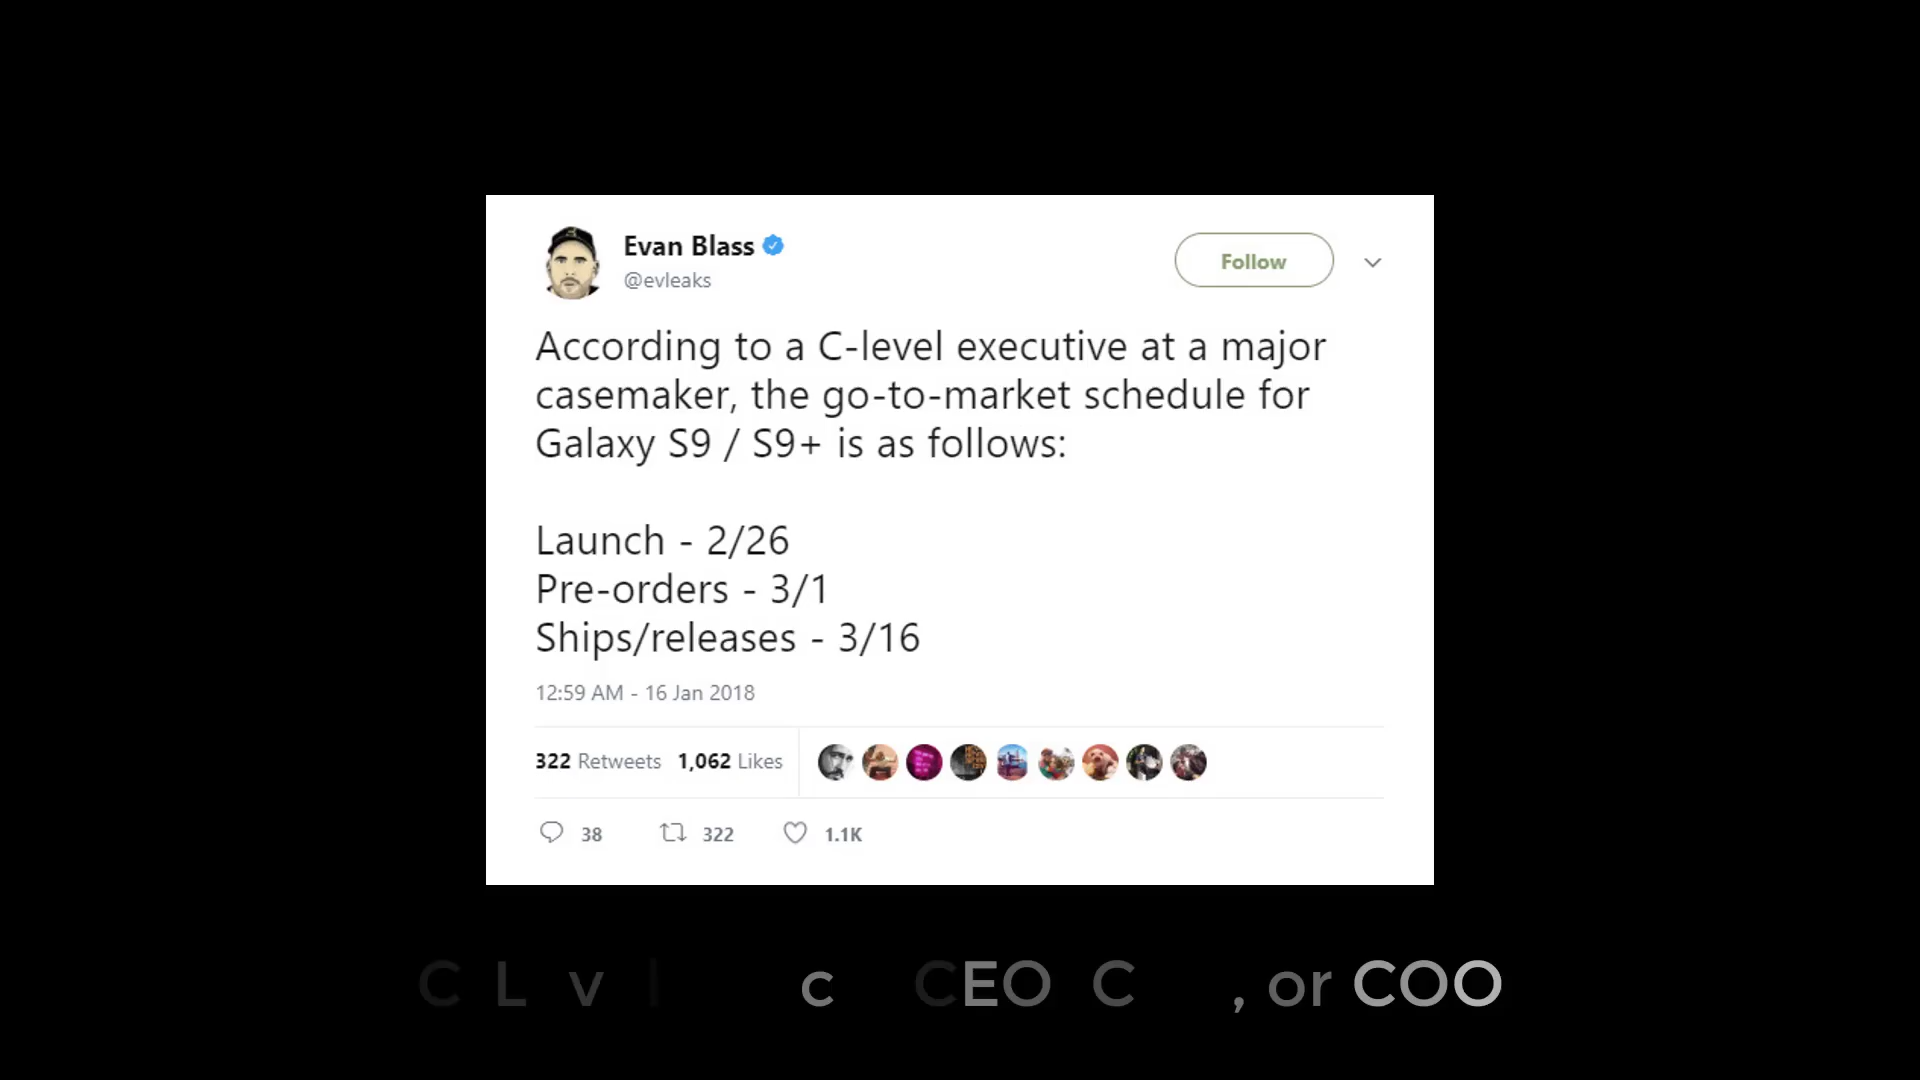 Evan Blass
@evleaks
Follow
According to a C-level executive at a major
casemaker, the go-to-market schedule for
Galaxy S9 / S9+ is as follows:
Launch - 2/26
Pre-orders - 3/1
Ships/releases - 3/16
12:59 AM - 16 Jan 2018
322 Retweets 1,062 Likes
38 322 1.1K
CEO , or COO